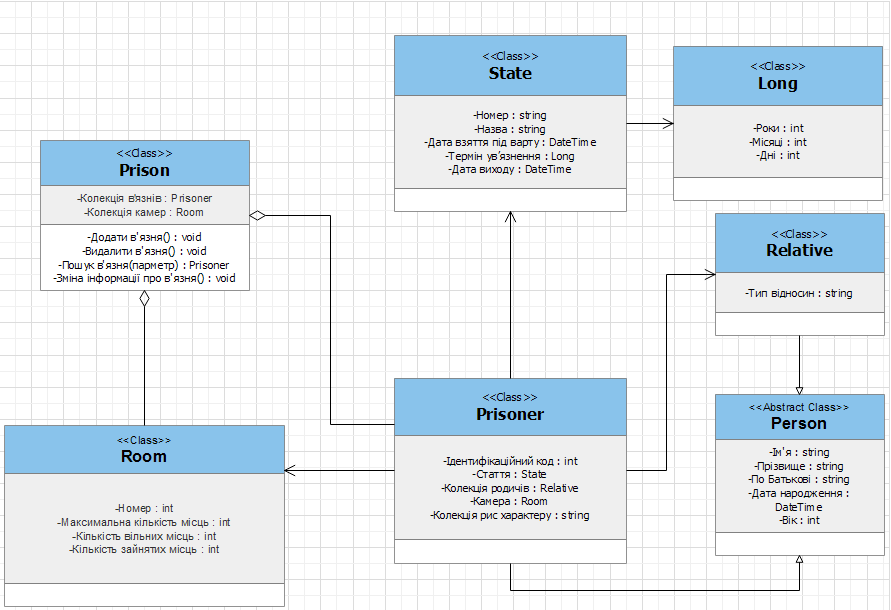 <<Class>>
State
-Номер : string
-Назва : string
-Дата взяття під варту : DateTime
-Термін ув'язнення : Long
-Дата виходу : DateTime
<<Class>>
Long
-Роки : int
-Місяці : int
-Дні : int
<<Class>>
Prison
-Колекція в'язнів : Prisoner
-Колекція камер : Room
-Додати в'язня() : void
-Видалити в'язня() : void
-Пошук в'язня(парметр) : Prisoner
-Зміна інформації про в'язня() : void
<<Class>>
Relative
-Тип відносин : string
<<Class>>
Prisoner
-Ідентифікаційний код : int
-Стаття : State
-Колекція родичів : Relative
-Камера : Room
-Колекція рис характеру : string
<<Abstract Class>>
Person
-Ім'я : string
-Прізвище : string
-По Батькові : string
-Дата народження :
DateTime
-Вік : int
<<Class>>
Room
-Номер : int
-Максимальна кількість місць : int
-Кількість вільних місць : int
-Кількість зайнятих місць : int